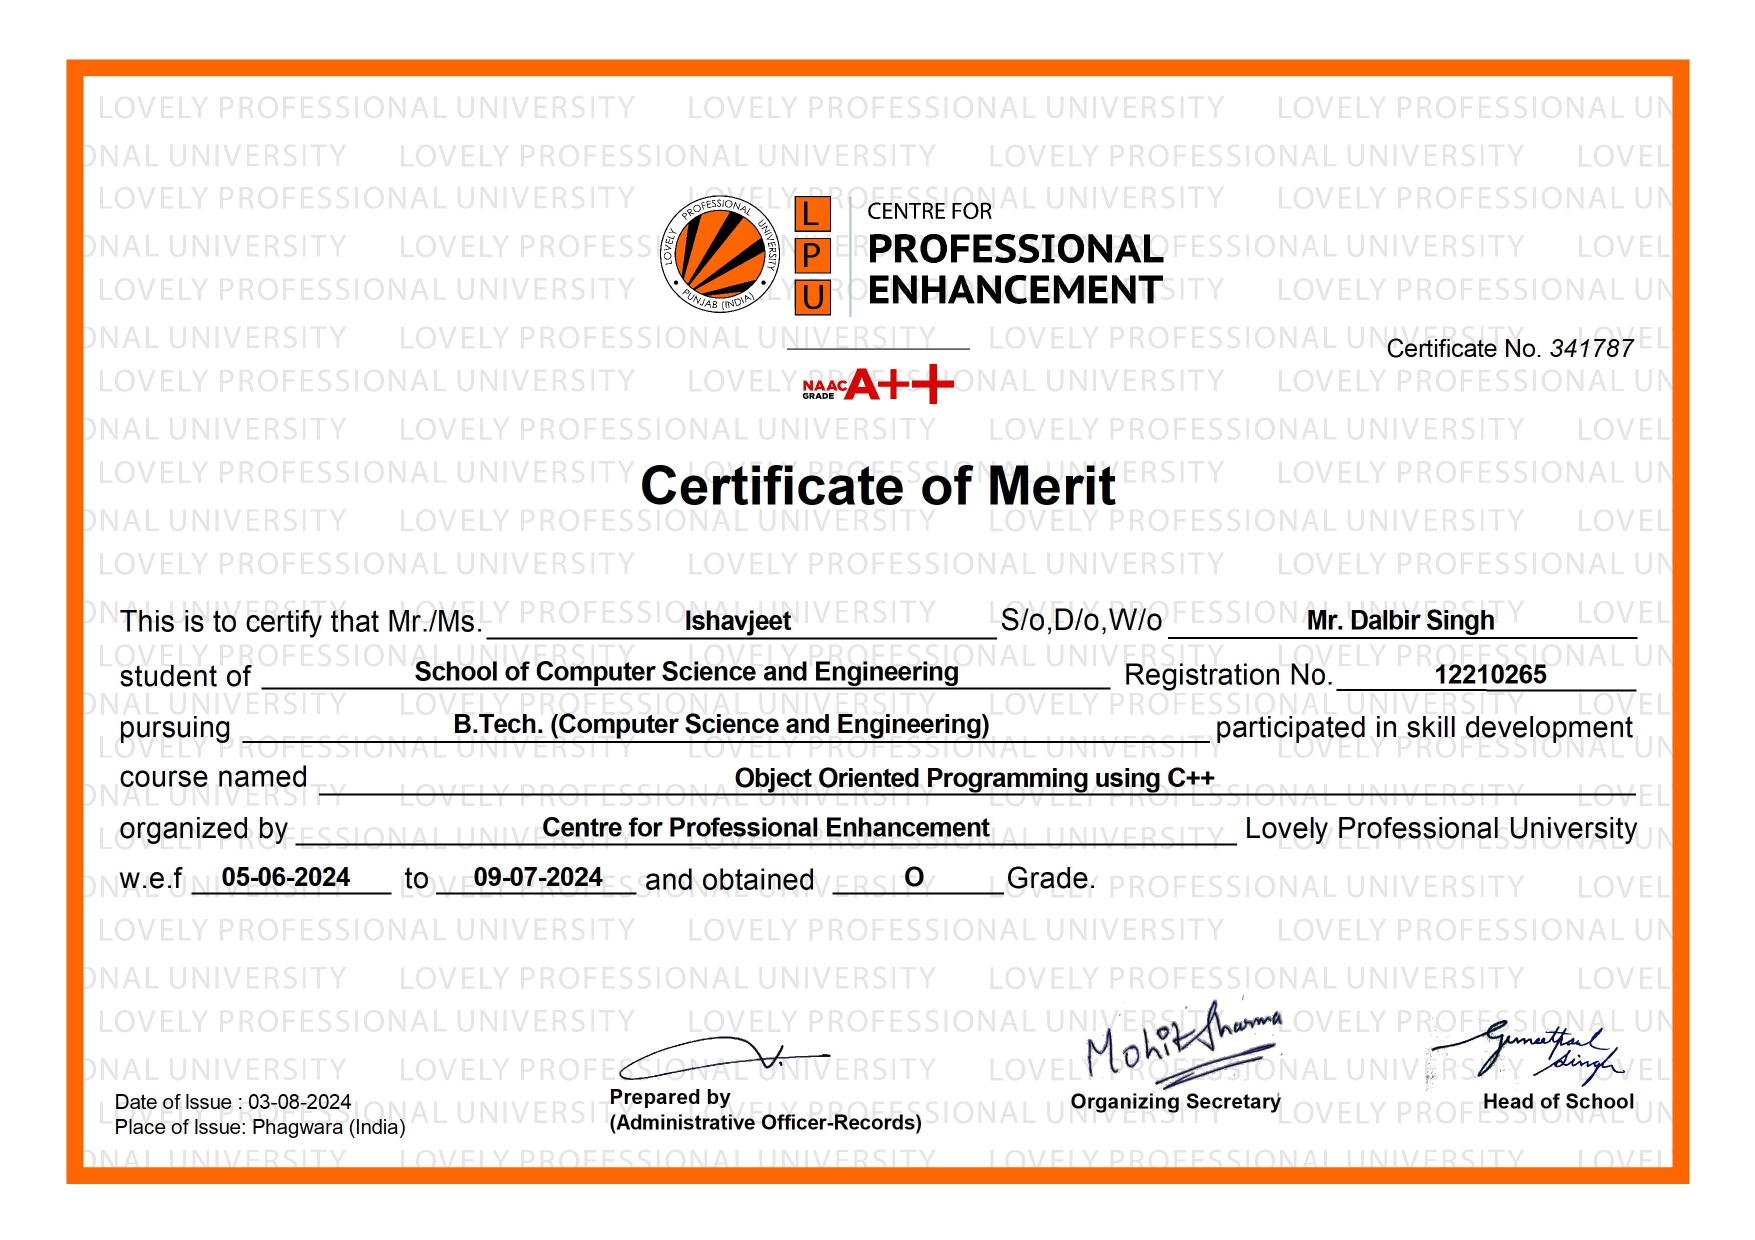 LOVELY PROFESSIONAL UNIVERSITY
PUNJAB (INDIA)
L
P
U
CENTRE FOR
PROFESSIONAL
ENHANCEMENT
Certificate No. 341787
NAAC
GRADE
A++
Certificate of Merit
This is to certify that Mr./Ms. Ishavjeet S/o,D/o,W/o Mr. Dalbir Singh
student of School of Computer Science and Engineering Registration No. 12210265
pursuing B.Tech. (Computer Science and Engineering) participated in skill development
course named Object Oriented Programming using C++
organized by Centre for Professional Enhancement Lovely Professional University
w.e.f 05-06-2024 to 09-07-2024 and obtained O Grade.
Mohit Sharma
Singh
Date of Issue : 03-08-2024
Place of Issue: Phagwara (India)
Prepared by
(Administrative Officer-Records)
Organizing Secretary
Head of School